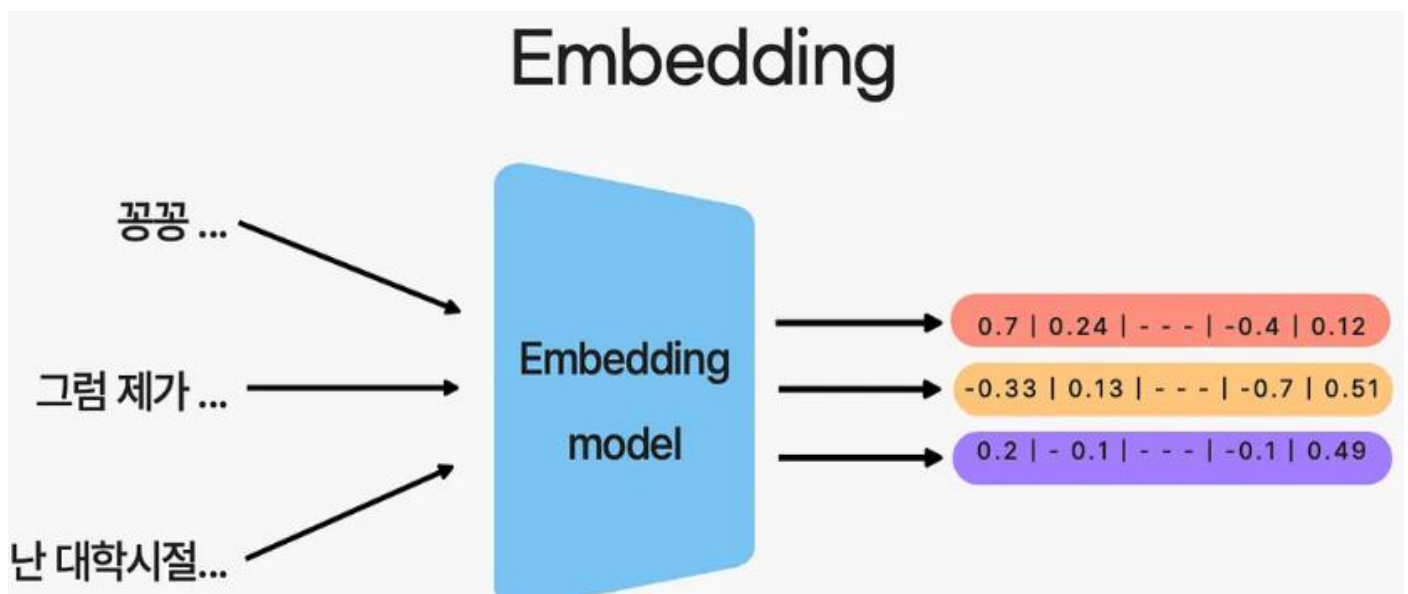 Embedding
꽁꽁 ...
그럼 제가 ...
난 대학시절...
Embedding
model
0.7 | 0.24 | - - - | -0.4 | 0.12
-0.33 | 0.13 | - - - | -0.7 | 0.51
0.2 | - 0.1 | - - - | -0.1 | 0.49